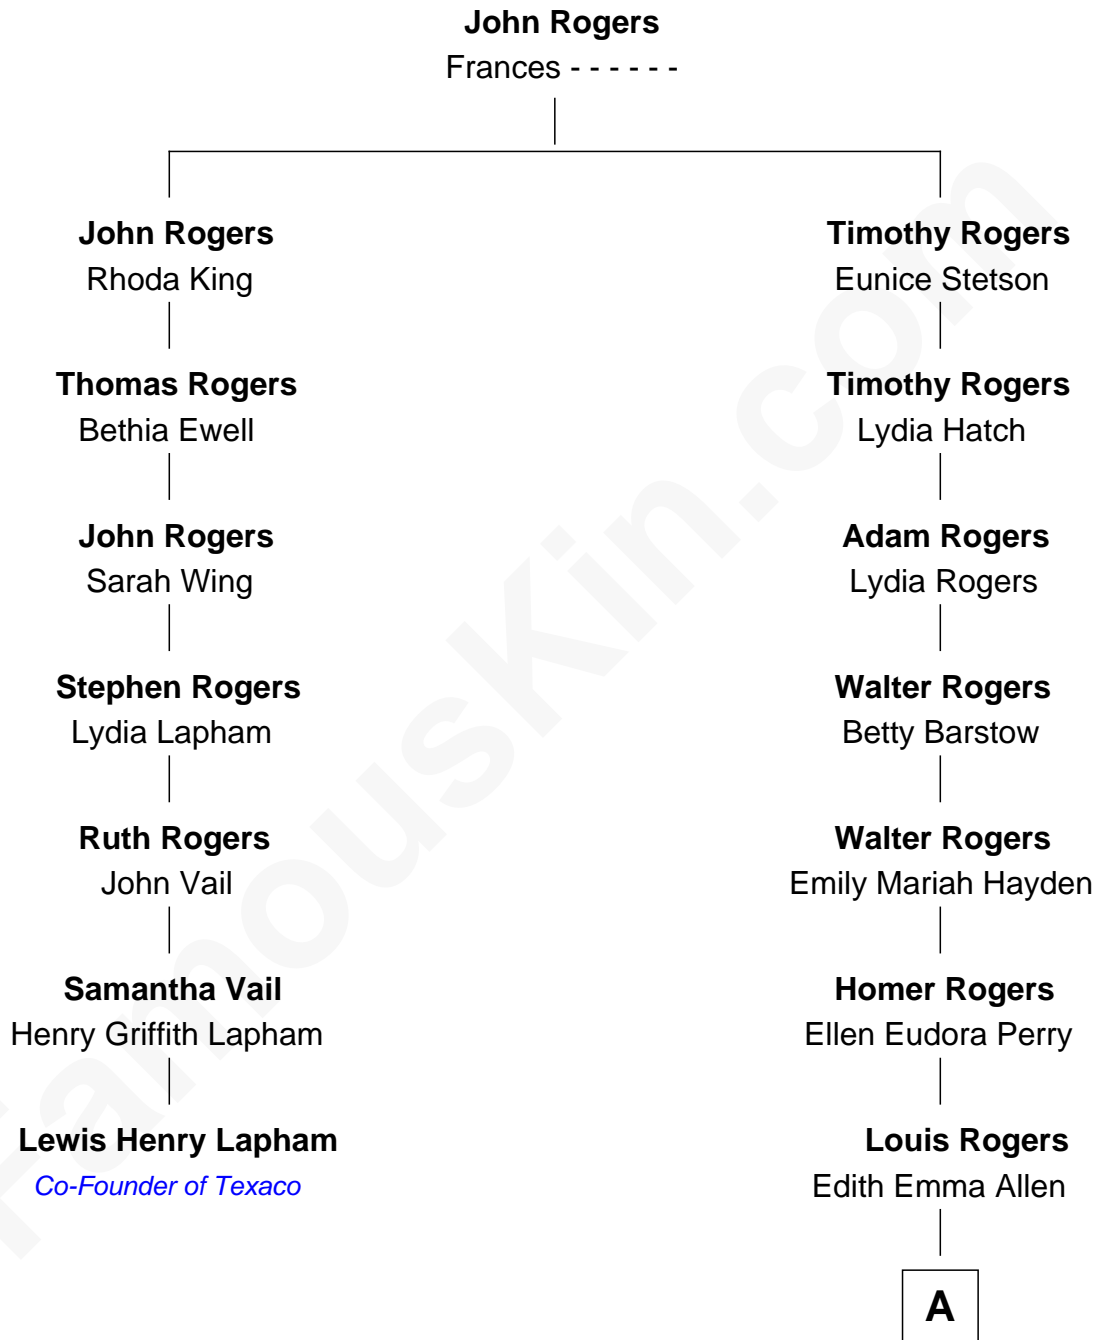 John Rogers
Frances - - - - - -
John Rogers
Rhoda King
Timothy Rogers
Eunice Stetson
Thomas Rogers
Bethia Ewell
Timothy Rogers
Lydia Hatch
John Rogers
Sarah Wing
Adam Rogers
Lydia Rogers
Stephen Rogers
Lydia Lapham
Walter Rogers
Betty Barstow
Ruth Rogers
John Vail
Walter Rogers
Emily Mariah Hayden
Samantha Vail
Henry Griffith Lapham
Homer Rogers
Ellen Eudora Perry
Lewis Henry Lapham
Co-Founder of Texaco
Louis Rogers
Edith Emma Allen
A
FamousKin.com